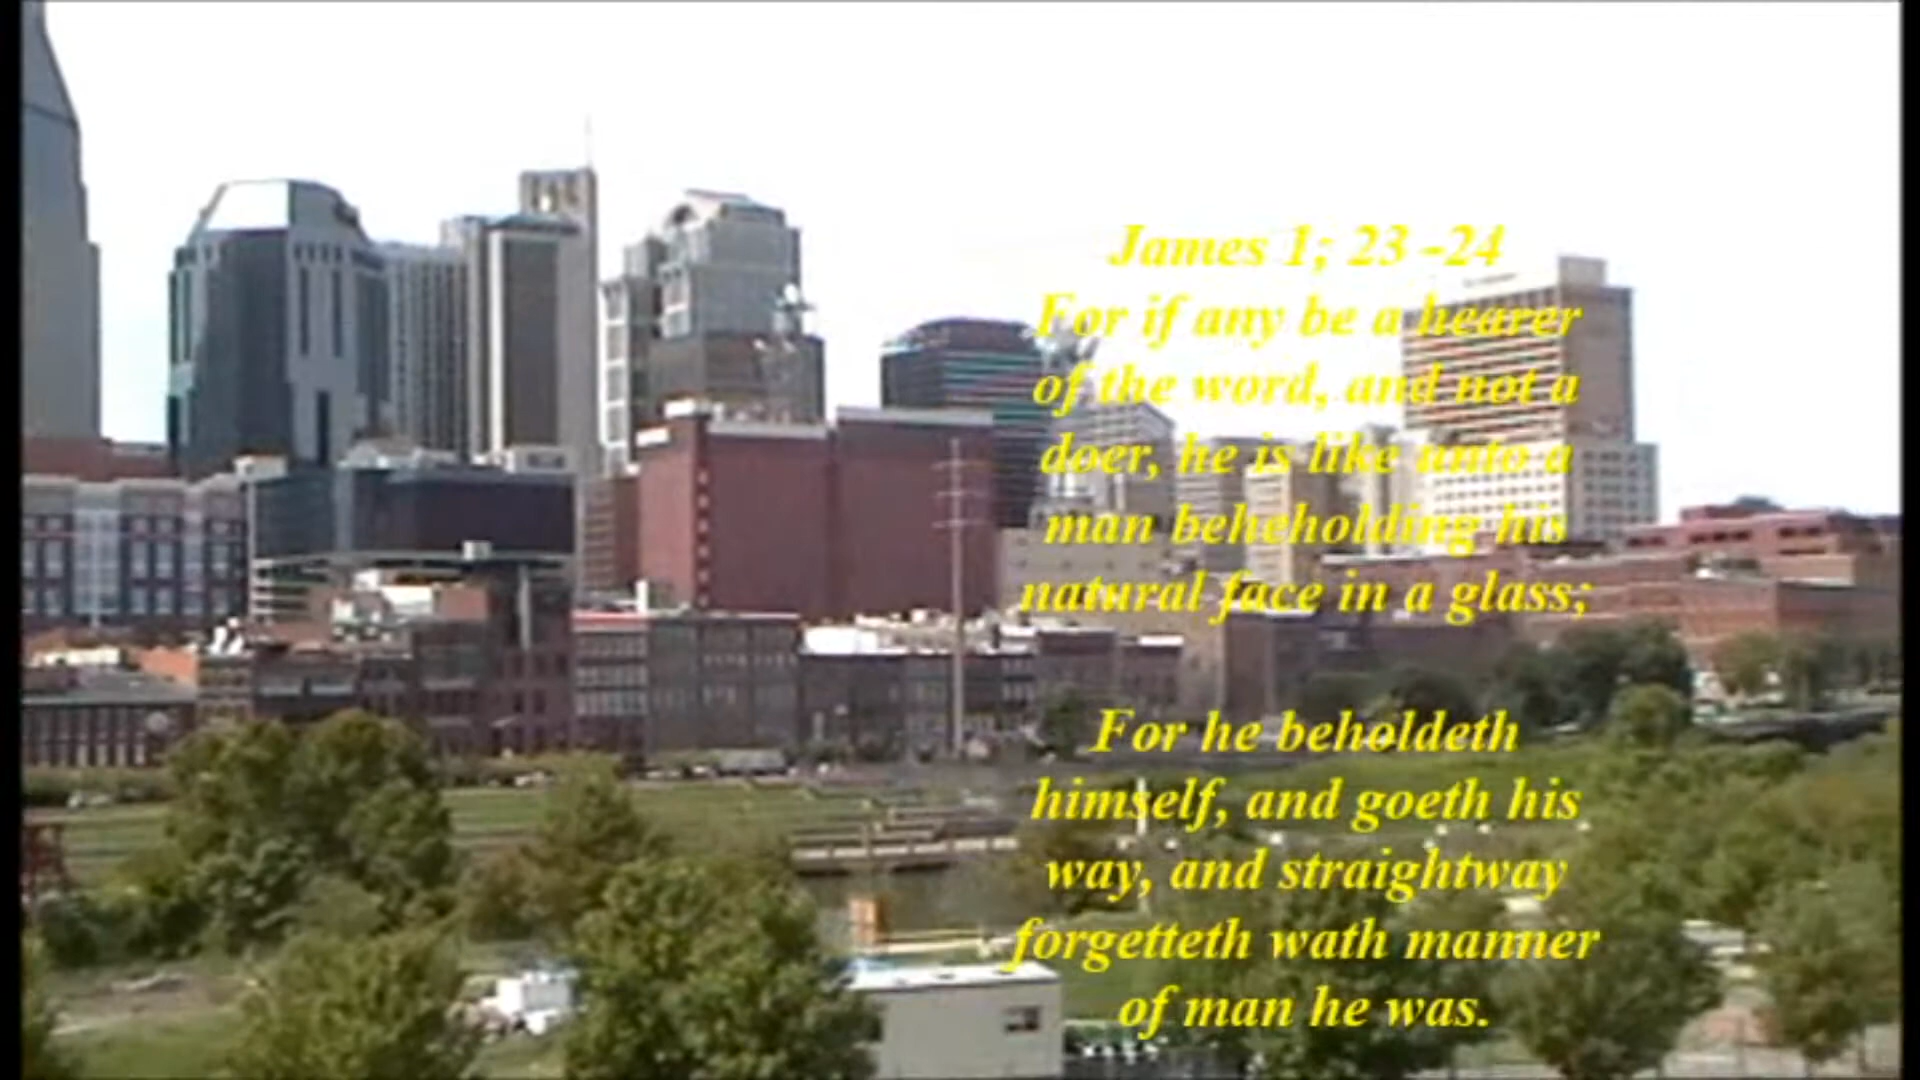 James 1; 23 -24
For if any be a hearer
of the word, and not a
doer, he is like unto a
man beheholding his
natural face in a glass;
For he beholdeth
himself, and goeth his
way, and straightway
forgetteth wath manner
of man he was.